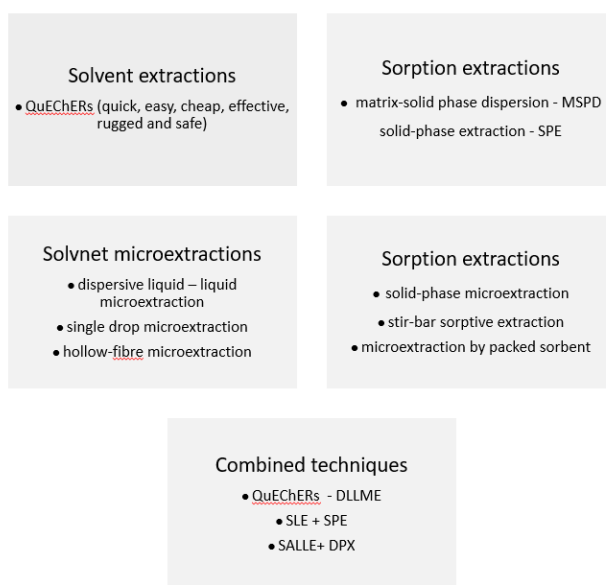 Solvent extractions
● QuEChERs (quick, easy, cheap, effective,
rugged and safe)
Sorption extractions
● matrix-solid phase dispersion - MSPD
solid-phase extraction - SPE
Solvnet microextractions
● dispersive liquid – liquid
microextraction
● single drop microextraction
● hollow-fibre microextraction
Sorption extractions
● solid-phase microextraction
● stir-bar sorptive extraction
● microextraction by packed sorbent
Combined techniques
● QuEChERs - DLLME
● SLE + SPE
● SALLE+ DPX